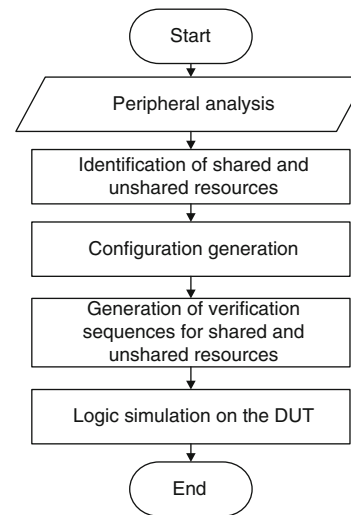 Start
Peripheral analysis
Identification of shared and
unshared resources
Configuration generation
Generation of verification
sequences for shared and
unshared resources
Logic simulation on the DUT
End